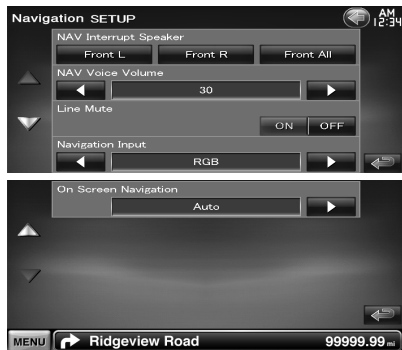 Navigation SETUP
AM
12:34
NAV Interrupt Speaker
Front L Front R Front All
NAV Voice Volume
30
Line Mute
ON OFF
Navigation Input
RGB
On Screen Navigation
Auto
MENU Ridgeview Road 99999.99 mi